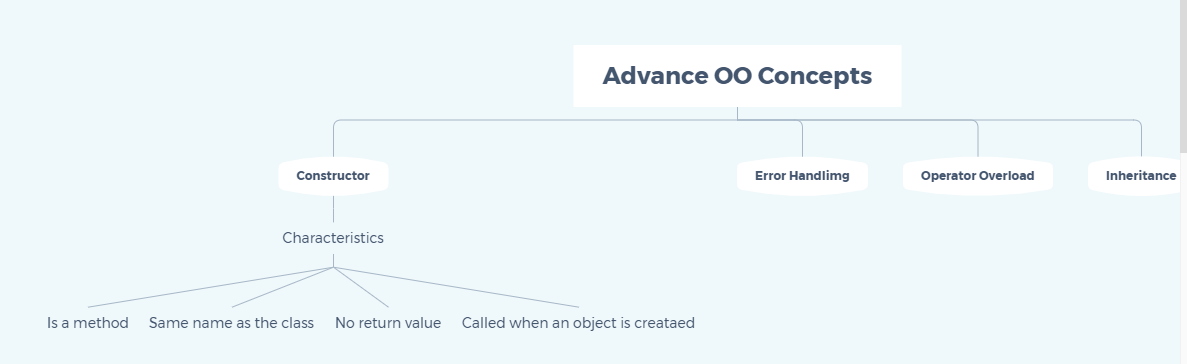 Advance OO Concepts
Constructor
Error Handlimg
Operator Overload
Inheritance
Characteristics
Is a method
Same name as the class
No return value
Called when an object is creataed